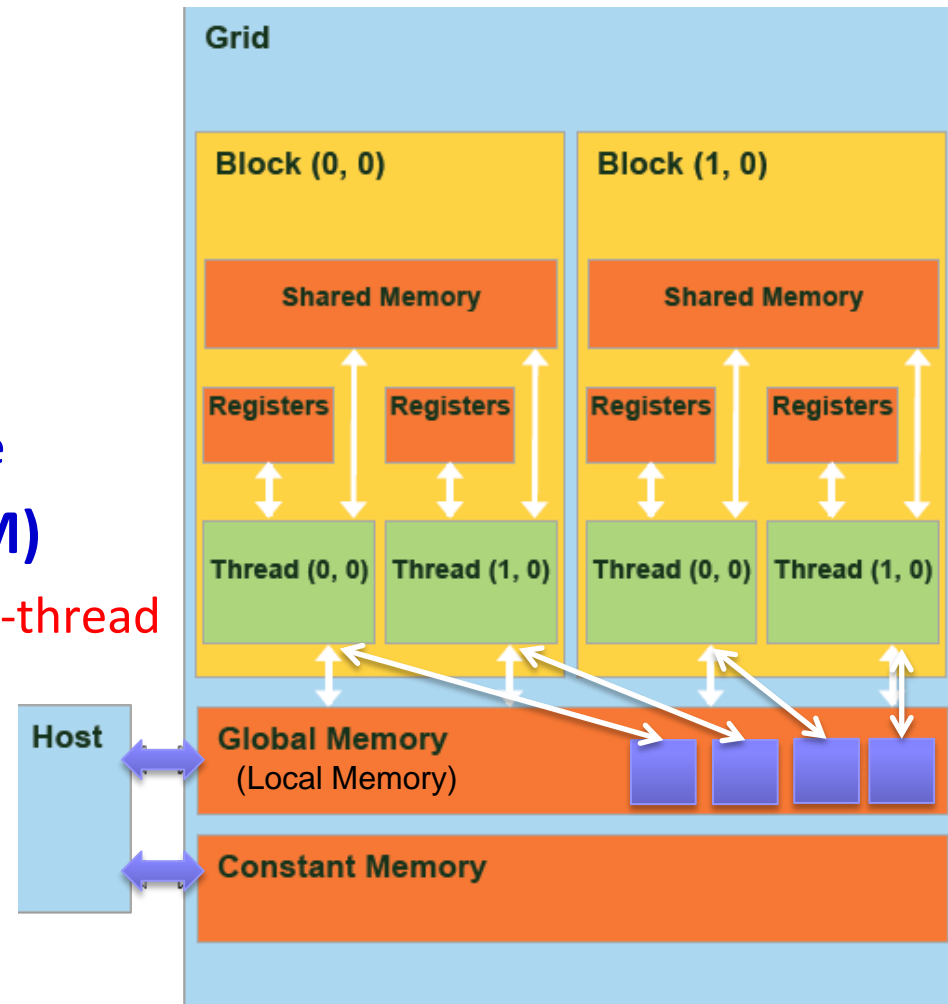 Grid
Block (0, 0)
Block (1, 0)
Shared Memory
Shared Memory
Registers
Registers
Registers
Registers
Thread (0, 0)
Thread (1, 0)
Thread (0, 0)
Thread (1, 0)
e
M)
-thread
Host
Global Memory
(Local Memory)
Constant Memory